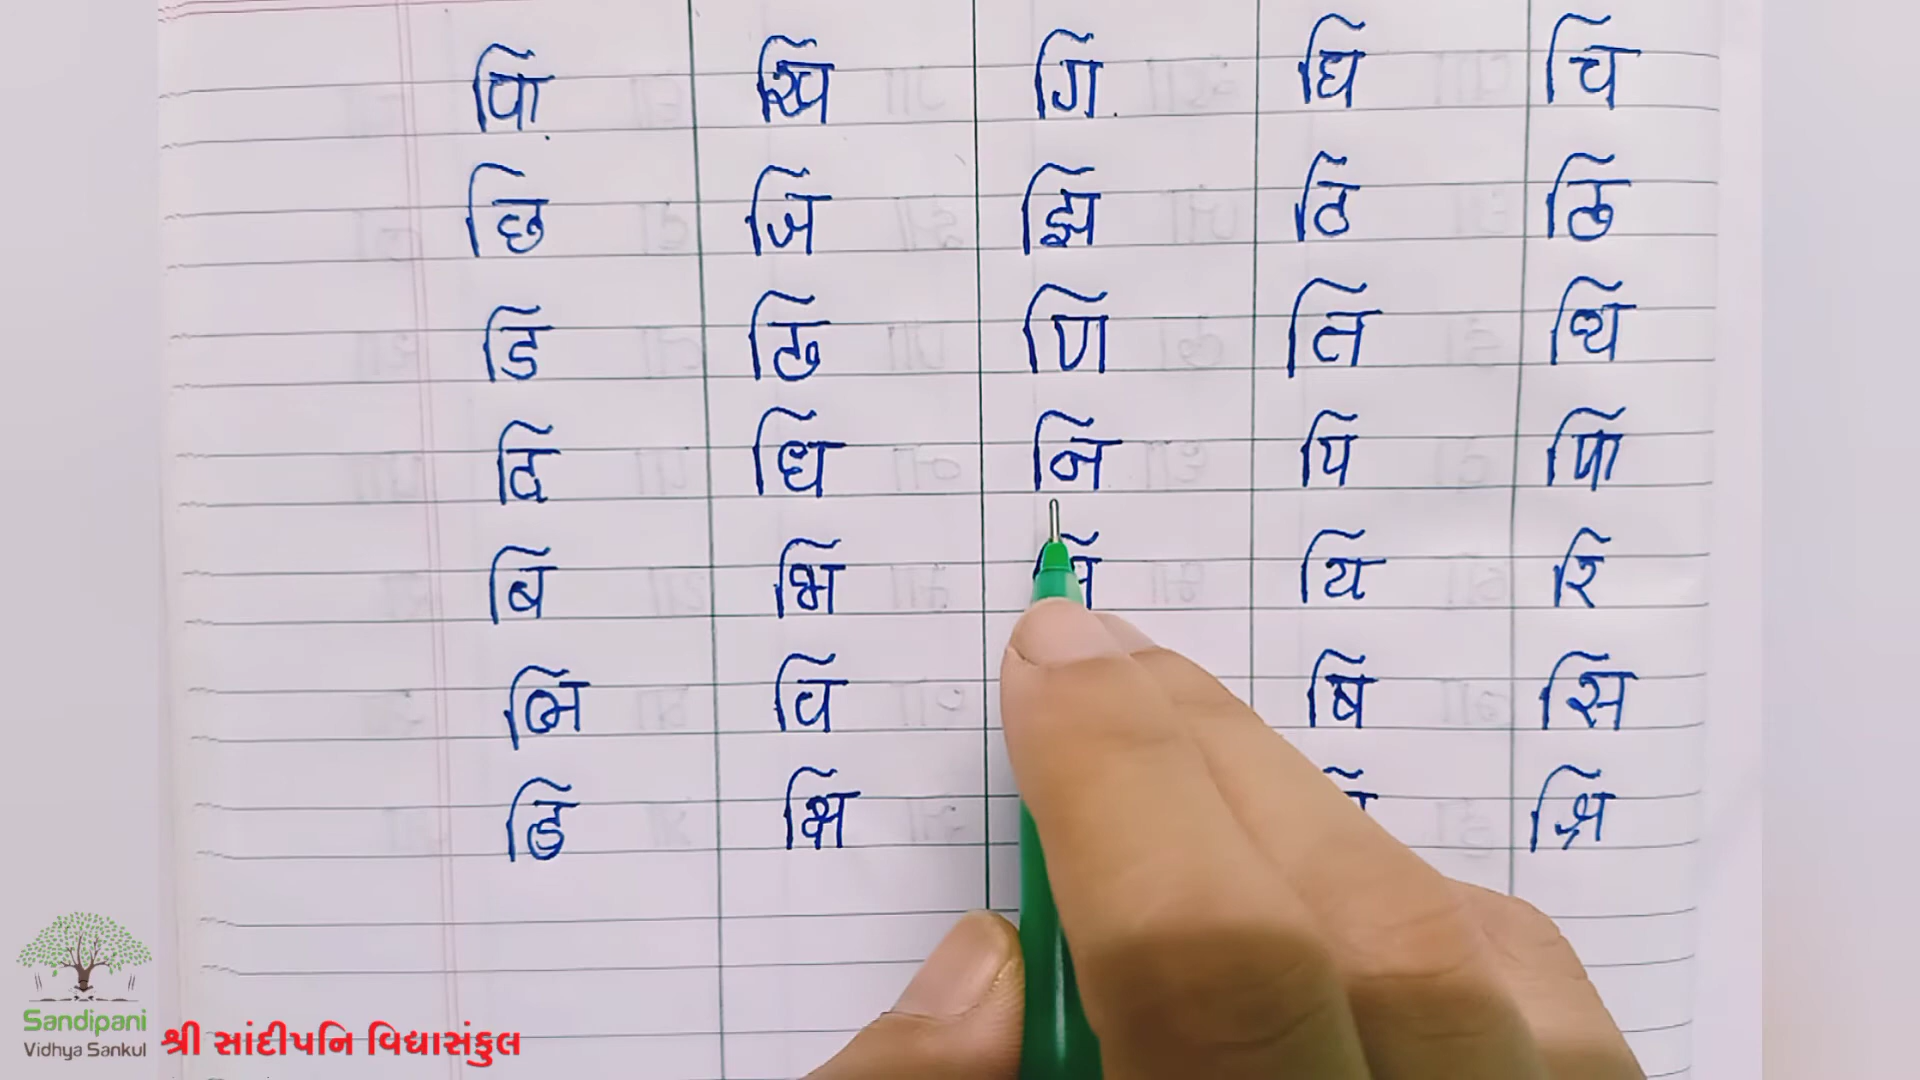 कि खि गि घि चि
छि जि झि टि ठि
डि ढि णि ति थि
दि धि नि पि फि
बि भि यि रि
लि वि षि सि
हि क्षि श्रि
Sandipani
Vidhya Sankul
શ્રી સાંદીપનિ વિદ્યાસંકુલ